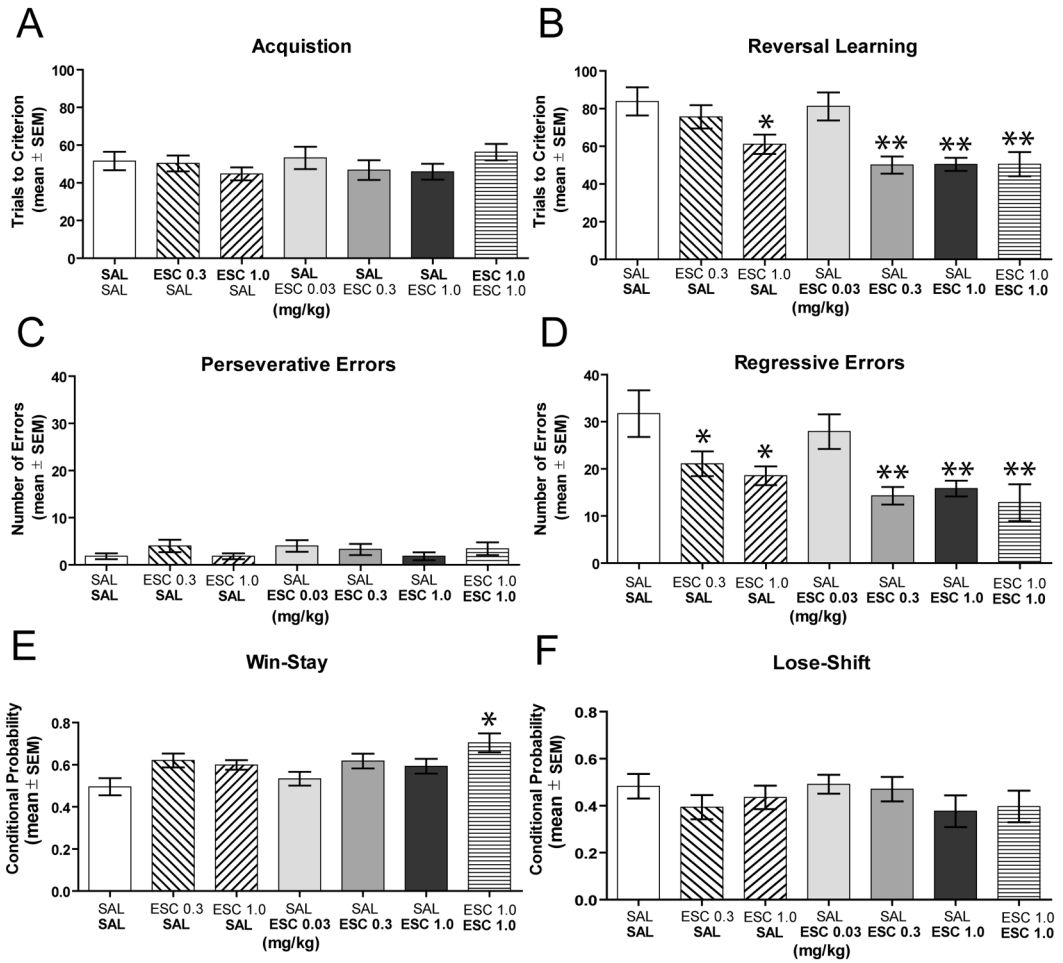 A
Acquistion
Trials to Criterion
(mean ± SEM)
100
80
60
40
20
0
SAL ESC 0.3 ESC 1.0 SAL SAL SAL ESC 1.0
SAL SAL SAL ESC 0.03 ESC 0.3 ESC 1.0 ESC 1.0
(mg/kg)
B
Reversal Learning
Trials to Criterion
(mean ± SEM)
100
80
60
40
20
0
* ** ** **
SAL ESC 0.3 ESC 1.0 SAL SAL SAL ESC 1.0
SAL SAL SAL ESC 0.03 ESC 0.3 ESC 1.0 ESC 1.0
(mg/kg)
C
Perseverative Errors
Number of Errors
(mean ± SEM)
40
30
20
10
0
SAL ESC 0.3 ESC 1.0 SAL SAL SAL ESC 1.0
SAL SAL SAL ESC 0.03 ESC 0.3 ESC 1.0 ESC 1.0
(mg/kg)
D
Regressive Errors
Number of Errors
(mean ± SEM)
40
30
20
10
0
* * ** ** **
SAL ESC 0.3 ESC 1.0 SAL SAL SAL ESC 1.0
SAL SAL SAL ESC 0.03 ESC 0.3 ESC 1.0 ESC 1.0
(mg/kg)
E
Win-Stay
Conditional Probability
(mean ± SEM)
0.8
0.6
0.4
0.2
0.0
*
SAL ESC 0.3 ESC 1.0 SAL SAL SAL ESC 1.0
SAL SAL SAL ESC 0.03 ESC 0.3 ESC 1.0 ESC 1.0
(mg/kg)
F
Lose-Shift
Conditional Probability
(mean ± SEM)
0.8
0.6
0.4
0.2
0.0
SAL ESC 0.3 ESC 1.0 SAL SAL SAL ESC 1.0
SAL SAL SAL ESC 0.03 ESC 0.3 ESC 1.0 ESC 1.0
(mg/kg)